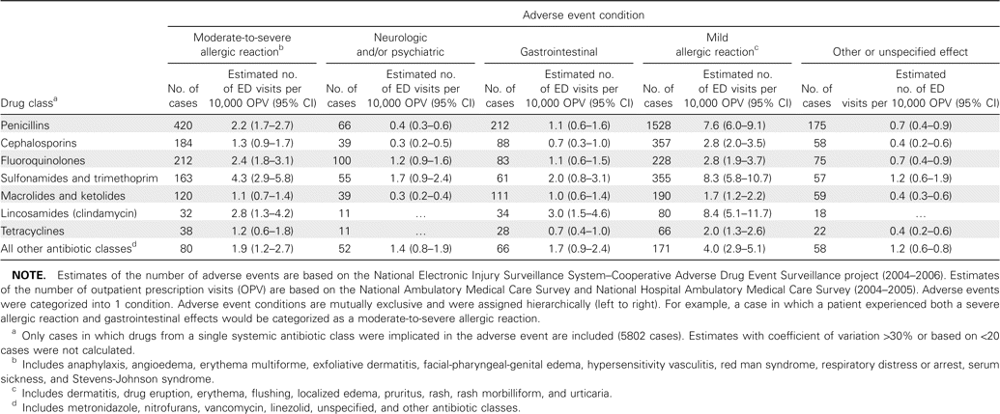 Adverse event condition
Moderate-to-severe allergic reactionb
Neurologic and/or psychiatric
Gastrointestinal
Mild allergic reactionc
Other or unspecified effect
Drug classa
No. of cases
Estimated no. of ED visits per 10,000 OPV (95% CI)
No. of cases
Estimated no. of ED visits per 10,000 OPV (95% CI)
No. of cases
Estimated no. of ED visits per 10,000 OPV (95% CI)
No. of cases
Estimated no. of ED visits per 10,000 OPV (95% CI)
No. of cases
Estimated no. of ED visits per 10,000 OPV (95% CI)
Penicillins 420 2.2 (1.7–2.7) 66 0.4 (0.3–0.6) 212 1.1 (0.6–1.6) 1528 7.6 (6.0–9.1) 175 0.7 (0.4–0.9)
Cephalosporins 184 1.3 (0.9–1.7) 39 0.3 (0.2–0.5) 88 0.7 (0.3–1.0) 357 2.8 (2.0–3.5) 58 0.4 (0.2–0.6)
Fluoroquinolones 212 2.4 (1.8–3.1) 100 1.2 (0.9–1.6) 83 1.1 (0.6–1.5) 228 2.8 (1.9–3.7) 75 0.7 (0.4–0.9)
Sulfonamides and trimethoprim 163 4.3 (2.9–5.8) 55 1.7 (0.9–2.4) 61 2.0 (0.8–3.1) 355 8.3 (5.8–10.7) 57 1.2 (0.6–1.9)
Macrolides and ketolides 120 1.1 (0.7–1.4) 39 0.3 (0.2–0.4) 111 1.0 (0.6–1.4) 190 1.7 (1.2–2.2) 59 0.4 (0.3–0.6)
Lincosamides (clindamycin) 32 2.8 (1.3–4.2) 11 … 34 3.0 (1.5–4.6) 80 8.4 (5.1–11.7) 18 …
Tetracyclines 38 1.2 (0.6–1.8) 11 … 28 0.7 (0.4–1.0) 66 2.0 (1.3–2.6) 22 0.4 (0.2–0.6)
All other antibiotic classesd 80 1.9 (1.2–2.7) 52 1.4 (0.8–1.9) 66 1.7 (0.9–2.4) 171 4.0 (2.9–5.1) 58 1.2 (0.6–0.8)
NOTE. Estimates of the number of adverse events are based on the National Electronic Injury Surveillance System–Cooperative Adverse Drug Event Surveillance project (2004–2006). Estimates
of the number of outpatient prescription visits (OPV) are based on the National Ambulatory Medical Care Survey and National Hospital Ambulatory Medical Care Survey (2004–2005). Adverse events
were categorized into 1 condition. Adverse event conditions are mutually exclusive and were assigned hierarchically (left to right). For example, a case in which a patient experienced both a severe
allergic reaction and gastrointestinal effects would be categorized as a moderate-to-severe allergic reaction.
a Only cases in which drugs from a single systemic antibiotic class were implicated in the adverse event are included (5802 cases). Estimates with coefficient of variation >30% or based on <20
cases were not calculated.
b Includes anaphylaxis, angioedema, erythema multiforme, exfoliative dermatitis, facial-pharyngeal-genital edema, hypersensitivity vasculitis, red man syndrome, respiratory distress or arrest, serum
sickness, and Stevens-Johnson syndrome.
c Includes dermatitis, drug eruption, erythema, flushing, localized edema, pruritus, rash, rash morbilliform, and urticaria.
d Includes metronidazole, nitrofurans, vancomycin, linezolid, unspecified, and other antibiotic classes.